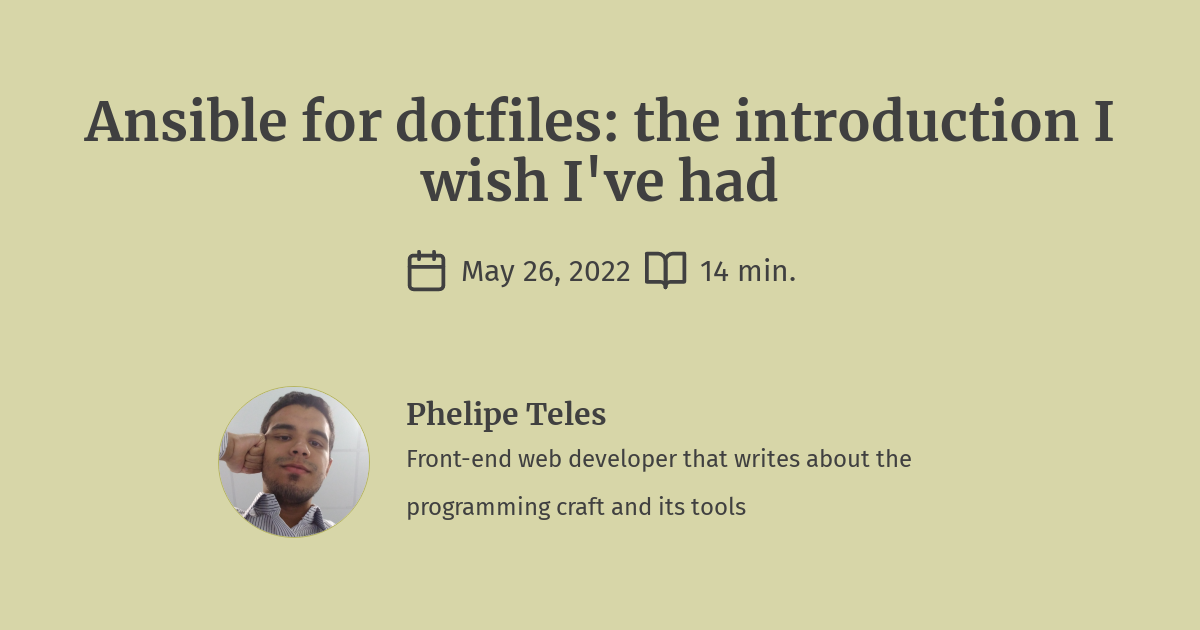 Ansible for dotfiles: the introduction I
wish I've had
May 26, 2022 14 min.
Phelipe Teles
Front-end web developer that writes about the
programming craft and its tools